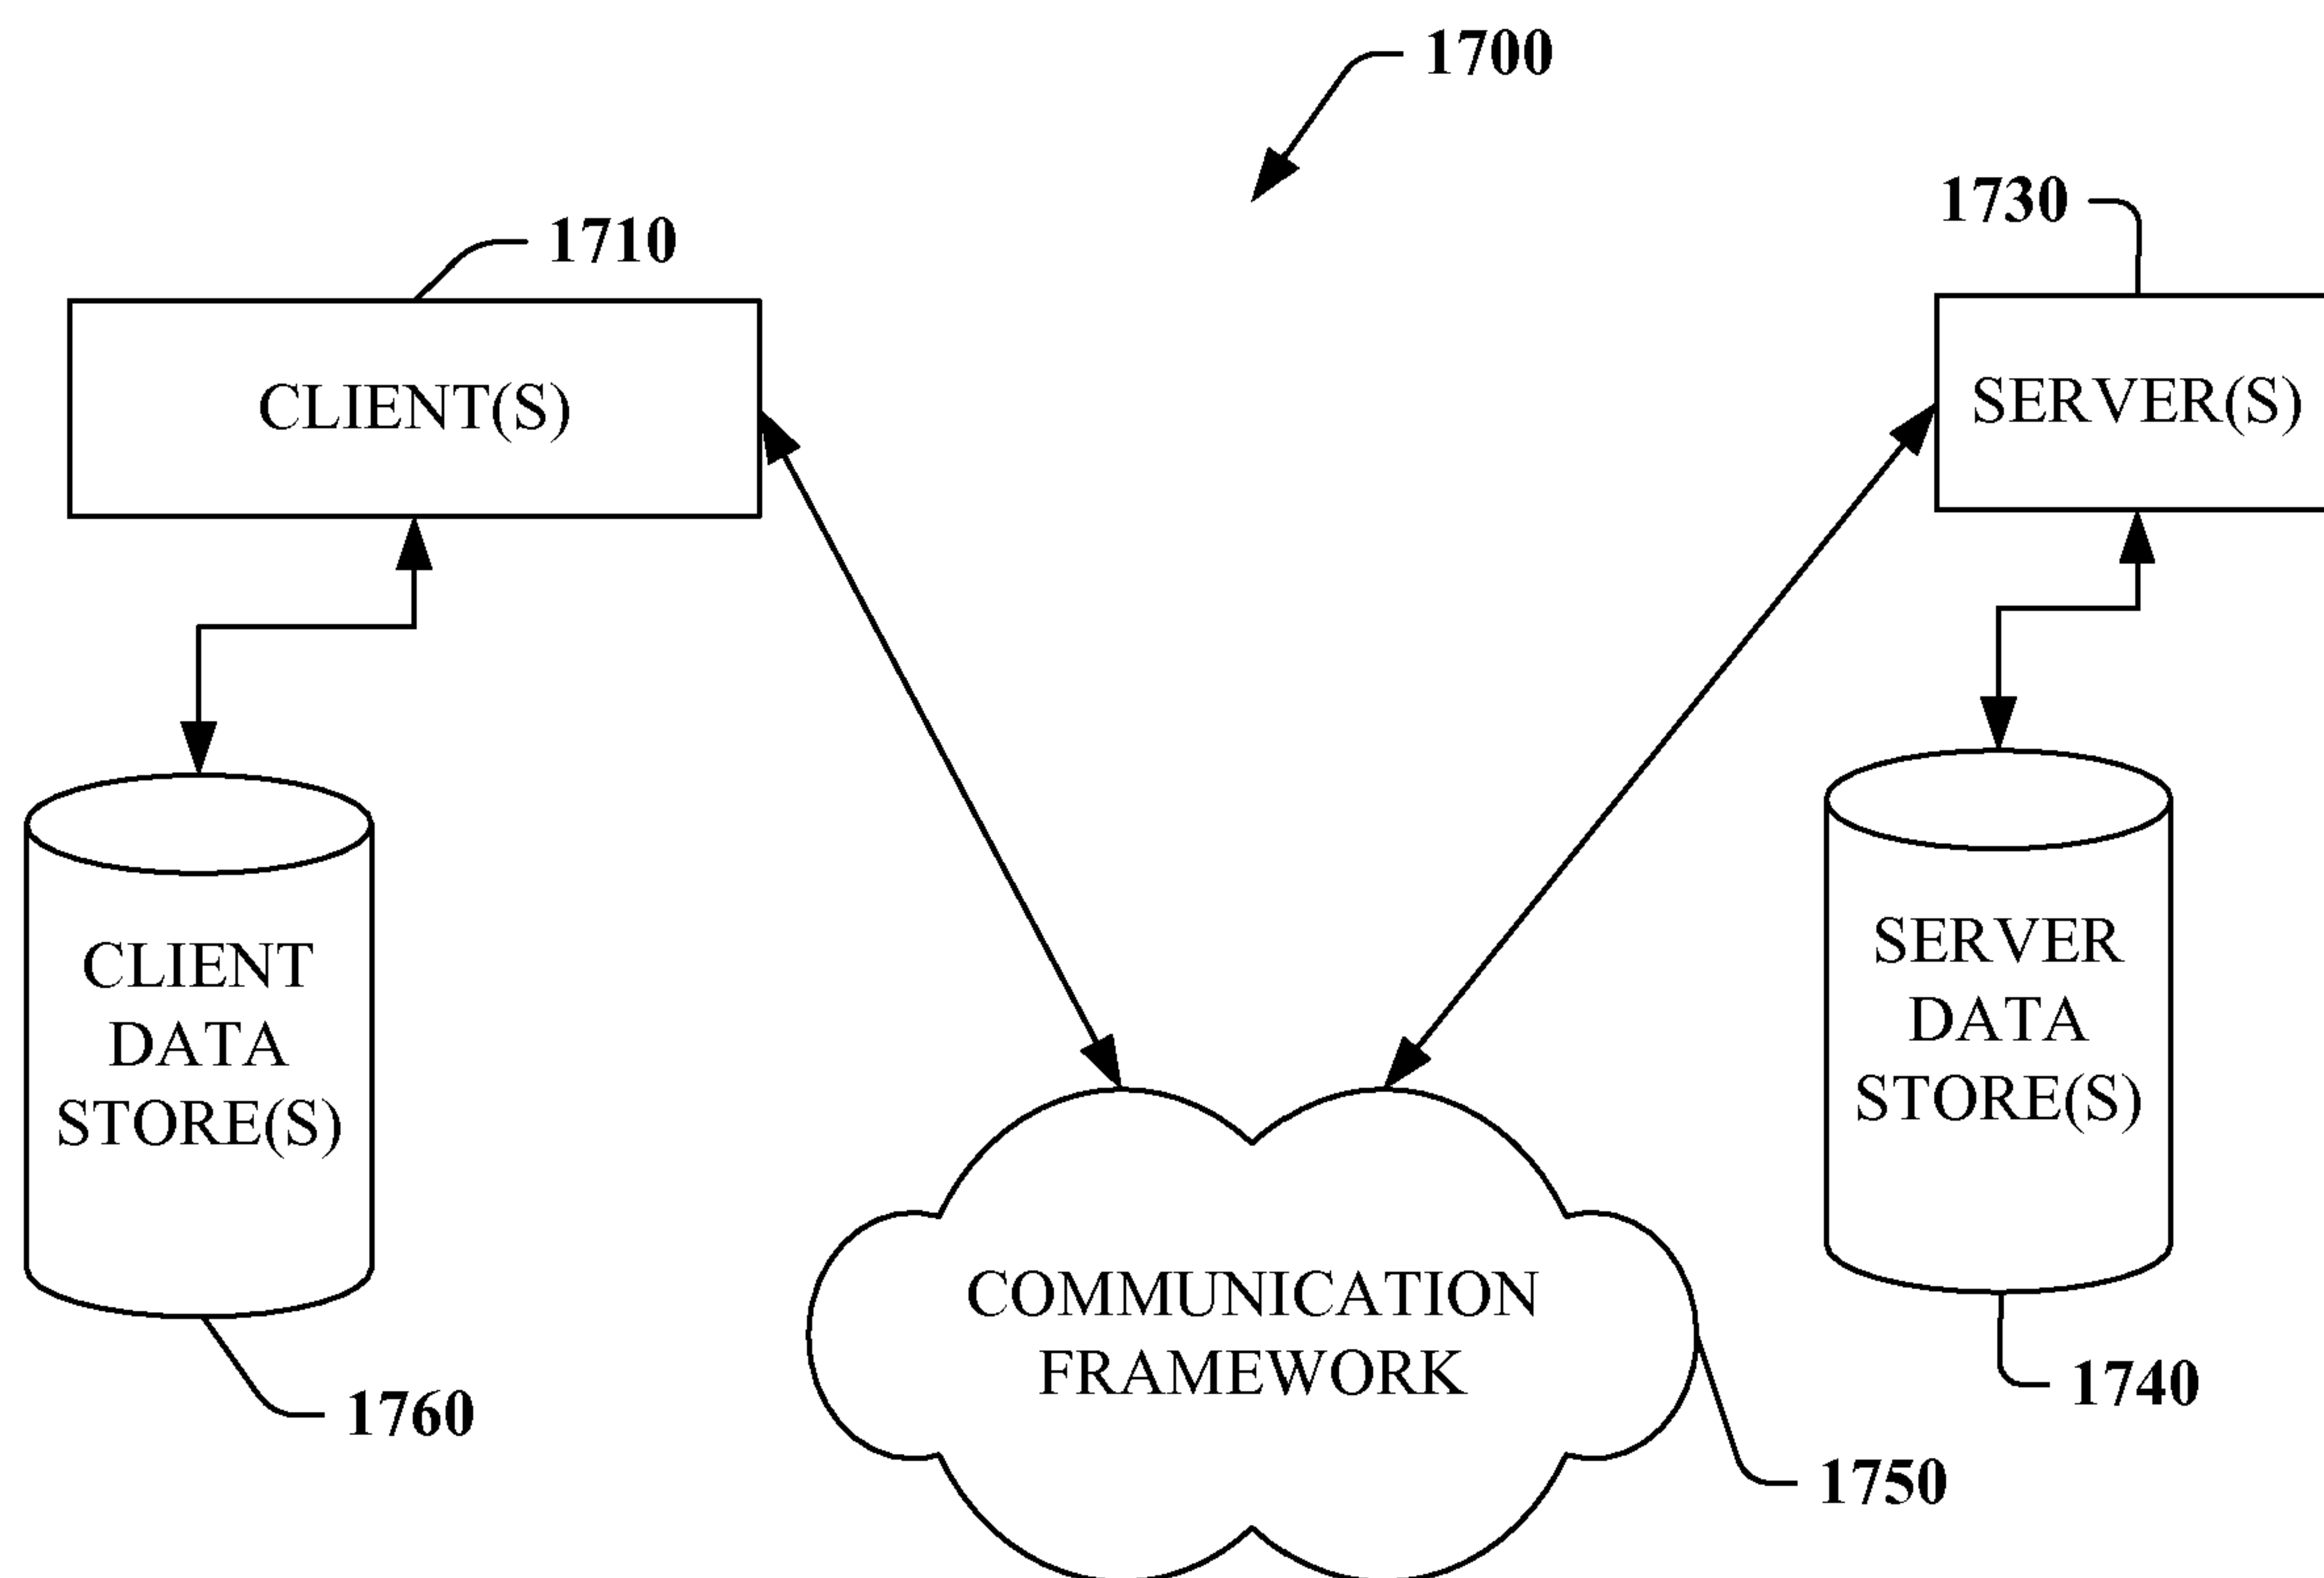 1700
1730
1710
CLIENT(S)
SERVER(S)
CLIENT
DATA
STORE(S)
SERVER
DATA
STORE(S)
COMMUNICATION
FRAMEWORK
1760
1740
1750